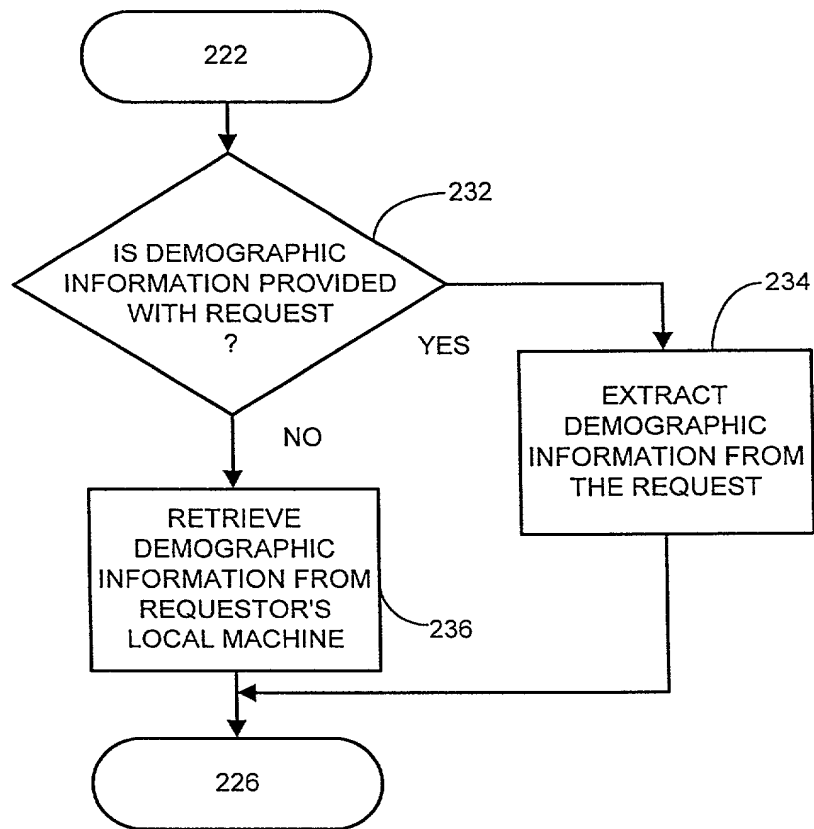 222
232
IS DEMOGRAPHIC
INFORMATION PROVIDED
WITH REQUEST
?
YES
NO
234
EXTRACT
DEMOGRAPHIC
INFORMATION FROM
THE REQUEST
RETRIEVE
DEMOGRAPHIC
INFORMATION FROM
REQUESTOR'S
LOCAL MACHINE
236
226